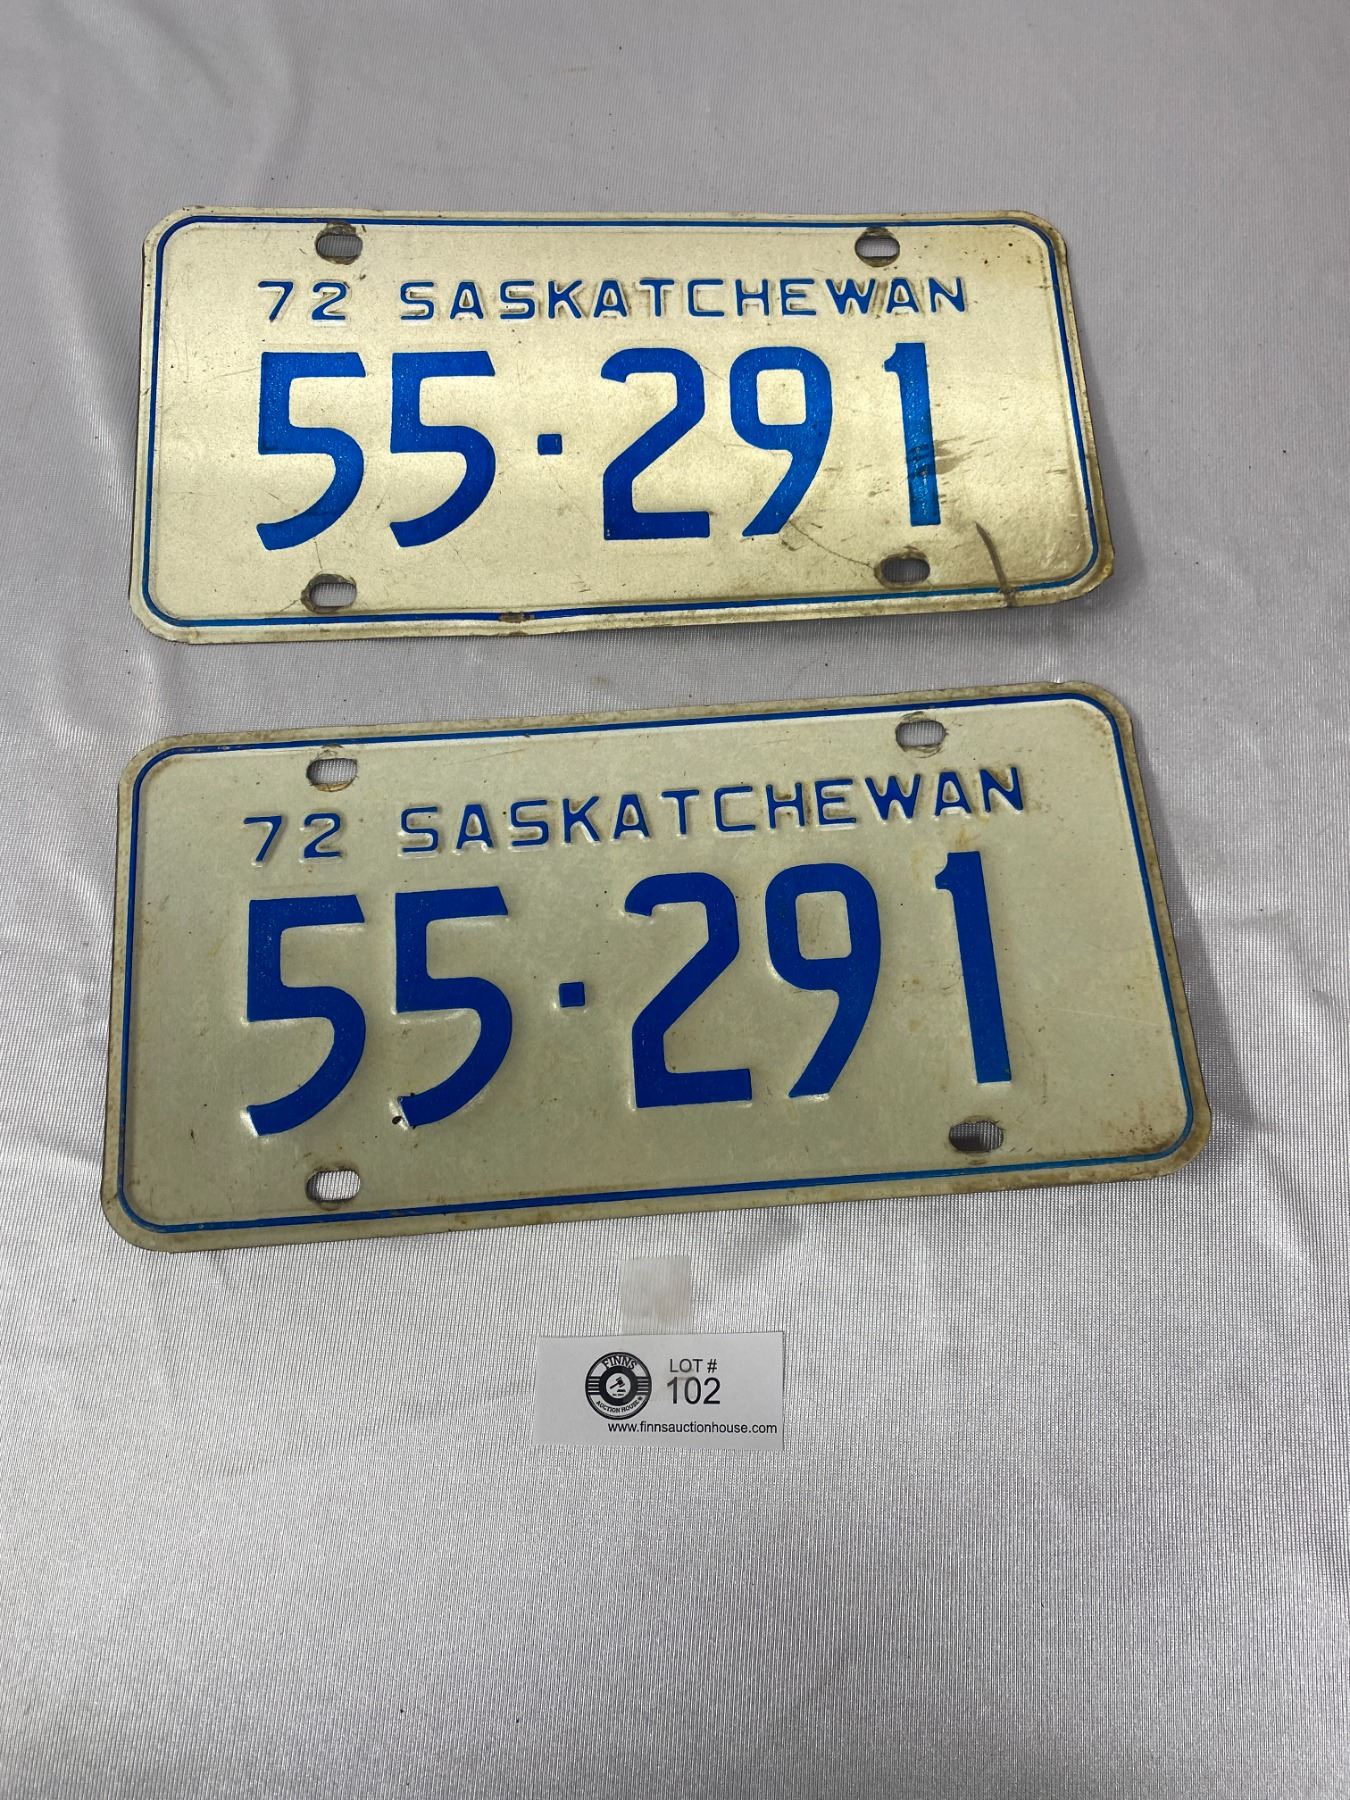 72 SASKATCHEWAN
55·291
72 SASKATCHEWAN
55·291
FINNS
AUCTION HOUSE
LOT #
102
www.finnsauctionhouse.com